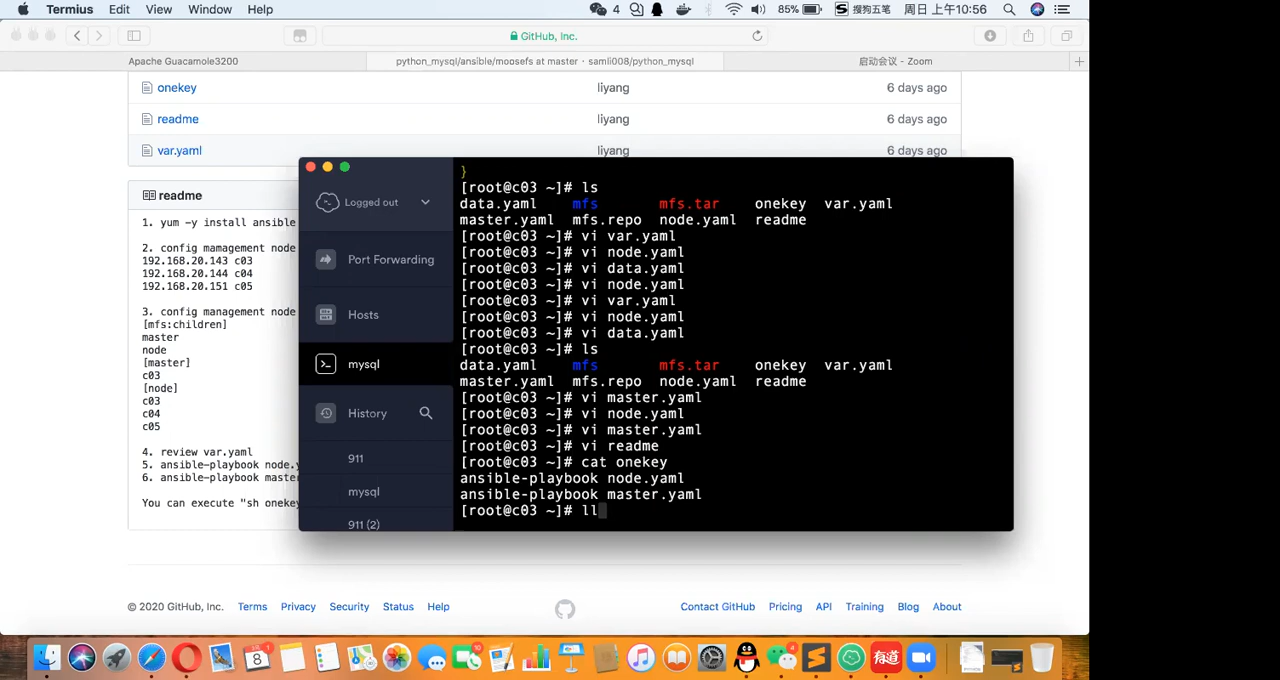 Termius Edit View Window Help 4 85% S 搜狗五笔 周日 上午10:56
GitHub, Inc.
Apache Guacamole3200
python_mysql/ansible/moosefs at master · samli008/python_mysql
启动会议 - Zoom
onekey liyang 6 days ago
readme liyang 6 days ago
var.yaml liyang 6 days ago
readme
1. yum -y install ansible
2. config mamagement node
192.168.20.143 c03
192.168.20.144 c04
192.168.20.151 c05
3. config management node
[mfs:children]
master
node
[master]
c03
[node]
c03
c04
c05
4. review var.yaml
5. ansible-playbook node.y
6. ansible-playbook maste
You can execute "sh onekey
Logged out
Port Forwarding
Hosts
mysql
History
911
mysql
911 (2)
}
[root@c03 ~]# ls
data.yaml mfs mfs.tar onekey var.yaml
master.yaml mfs.repo node.yaml readme
[root@c03 ~]# vi var.yaml
[root@c03 ~]# vi node.yaml
[root@c03 ~]# vi data.yaml
[root@c03 ~]# vi node.yaml
[root@c03 ~]# vi var.yaml
[root@c03 ~]# vi node.yaml
[root@c03 ~]# vi data.yaml
[root@c03 ~]# ls
data.yaml mfs mfs.tar onekey var.yaml
master.yaml mfs.repo node.yaml readme
[root@c03 ~]# vi master.yaml
[root@c03 ~]# vi node.yaml
[root@c03 ~]# vi master.yaml
[root@c03 ~]# vi readme
[root@c03 ~]# cat onekey
ansible-playbook node.yaml
ansible-playbook master.yaml
[root@c03 ~]# ll
© 2020 GitHub, Inc. Terms Privacy Security Status Help
Contact GitHub Pricing API Training Blog About
8
有道